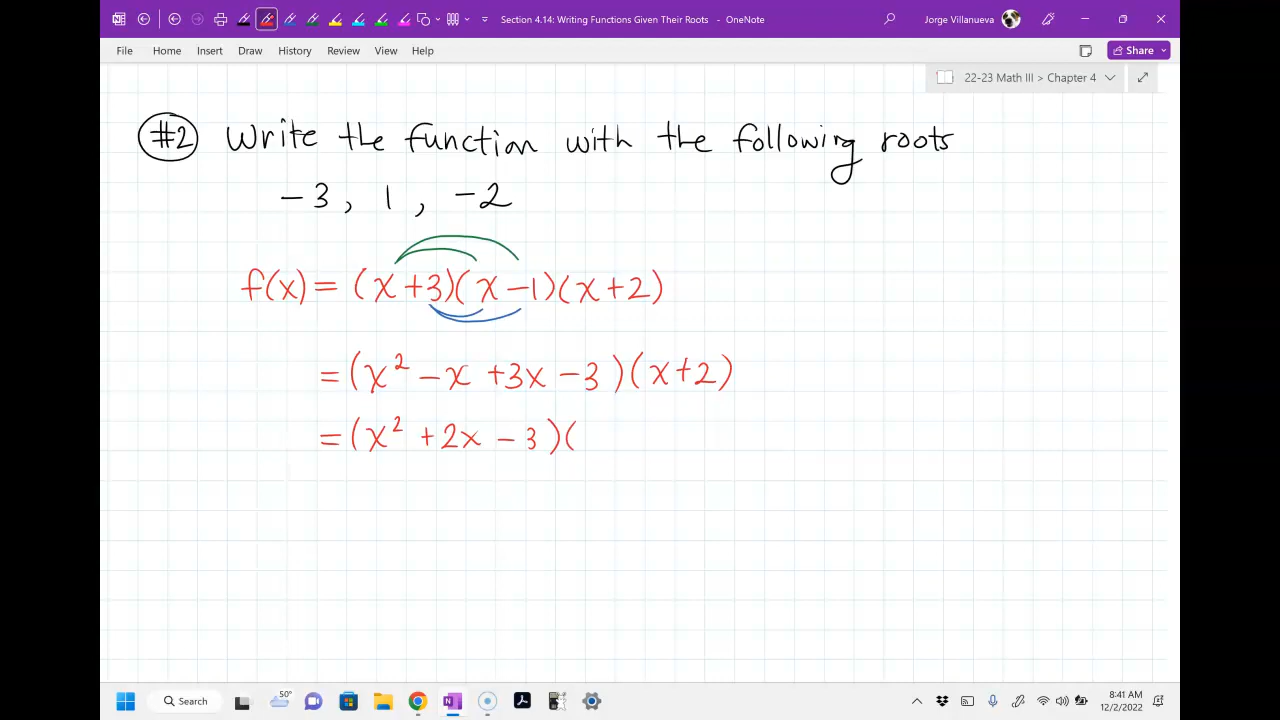 Section 4.14: Writing Functions Given Their Roots - OneNote
Jorge Villanueva
File Home Insert Draw History Review View Help
Share
22-23 Math III > Chapter 4
#2 Write the function with the following roots
-3, 1, -2
f(x) = (x+3)(x-1)(x+2)
= (x² - x + 3x - 3)(x+2)
= (x² + 2x - 3)(
Search
50°
8:41 AM
12/2/2022